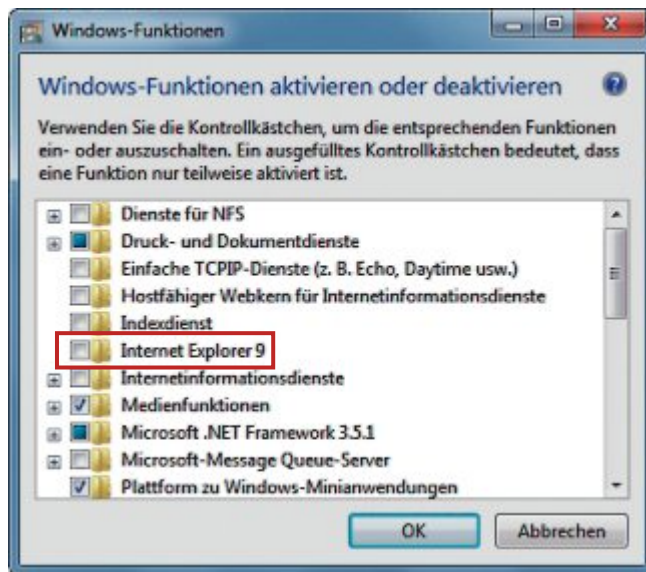 Windows-Funktionen
Windows-Funktionen aktivieren oder deaktivieren
Verwenden Sie die Kontrollkästchen, um die entsprechenden Funktionen
ein- oder auszuschalten. Ein ausgefülltes Kontrollkästchen bedeutet, dass
eine Funktion nur teilweise aktiviert ist.
Dienste für NFS
Druck- und Dokumentdienste
Einfache TCPIP-Dienste (z. B. Echo, Daytime usw.)
Hostfähiger Webkern für Internetinformationsdienste
Indexdienst
Internet Explorer 9
Internetinformationsdienste
Medienfunktionen
Microsoft .NET Framework 3.5.1
Microsoft-Message Queue-Server
Plattform zu Windows-Minianwendungen
OK Abbrechen